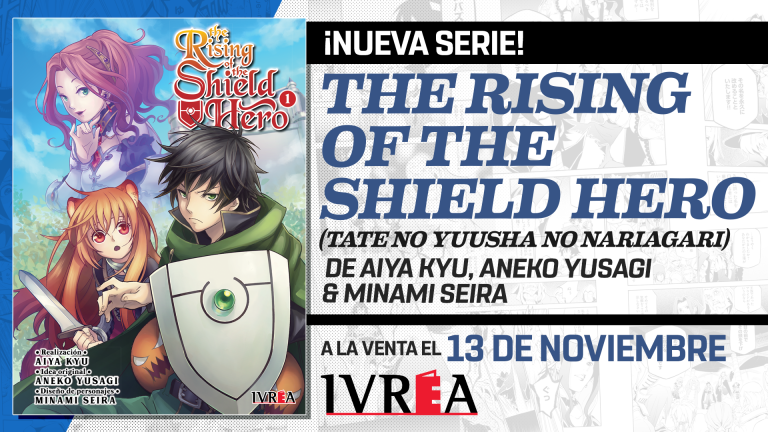 the
Rising
of the
Shield
Hero
1
• Realización •
AIYA KYU
• Idea original •
ANEKO YUSAGI
• Diseño de personajes •
MINAMI SEIRA
IVRÉA
¡NUEVA SERIE!
THE RISING
OF THE
SHIELD HERO
(TATE NO YUUSHA NO NARIAGARI)
DE AIYA KYU, ANEKO YUSAGI
& MINAMI SEIRA
A LA VENTA EL 13 DE NOVIEMBRE
IVRÉA